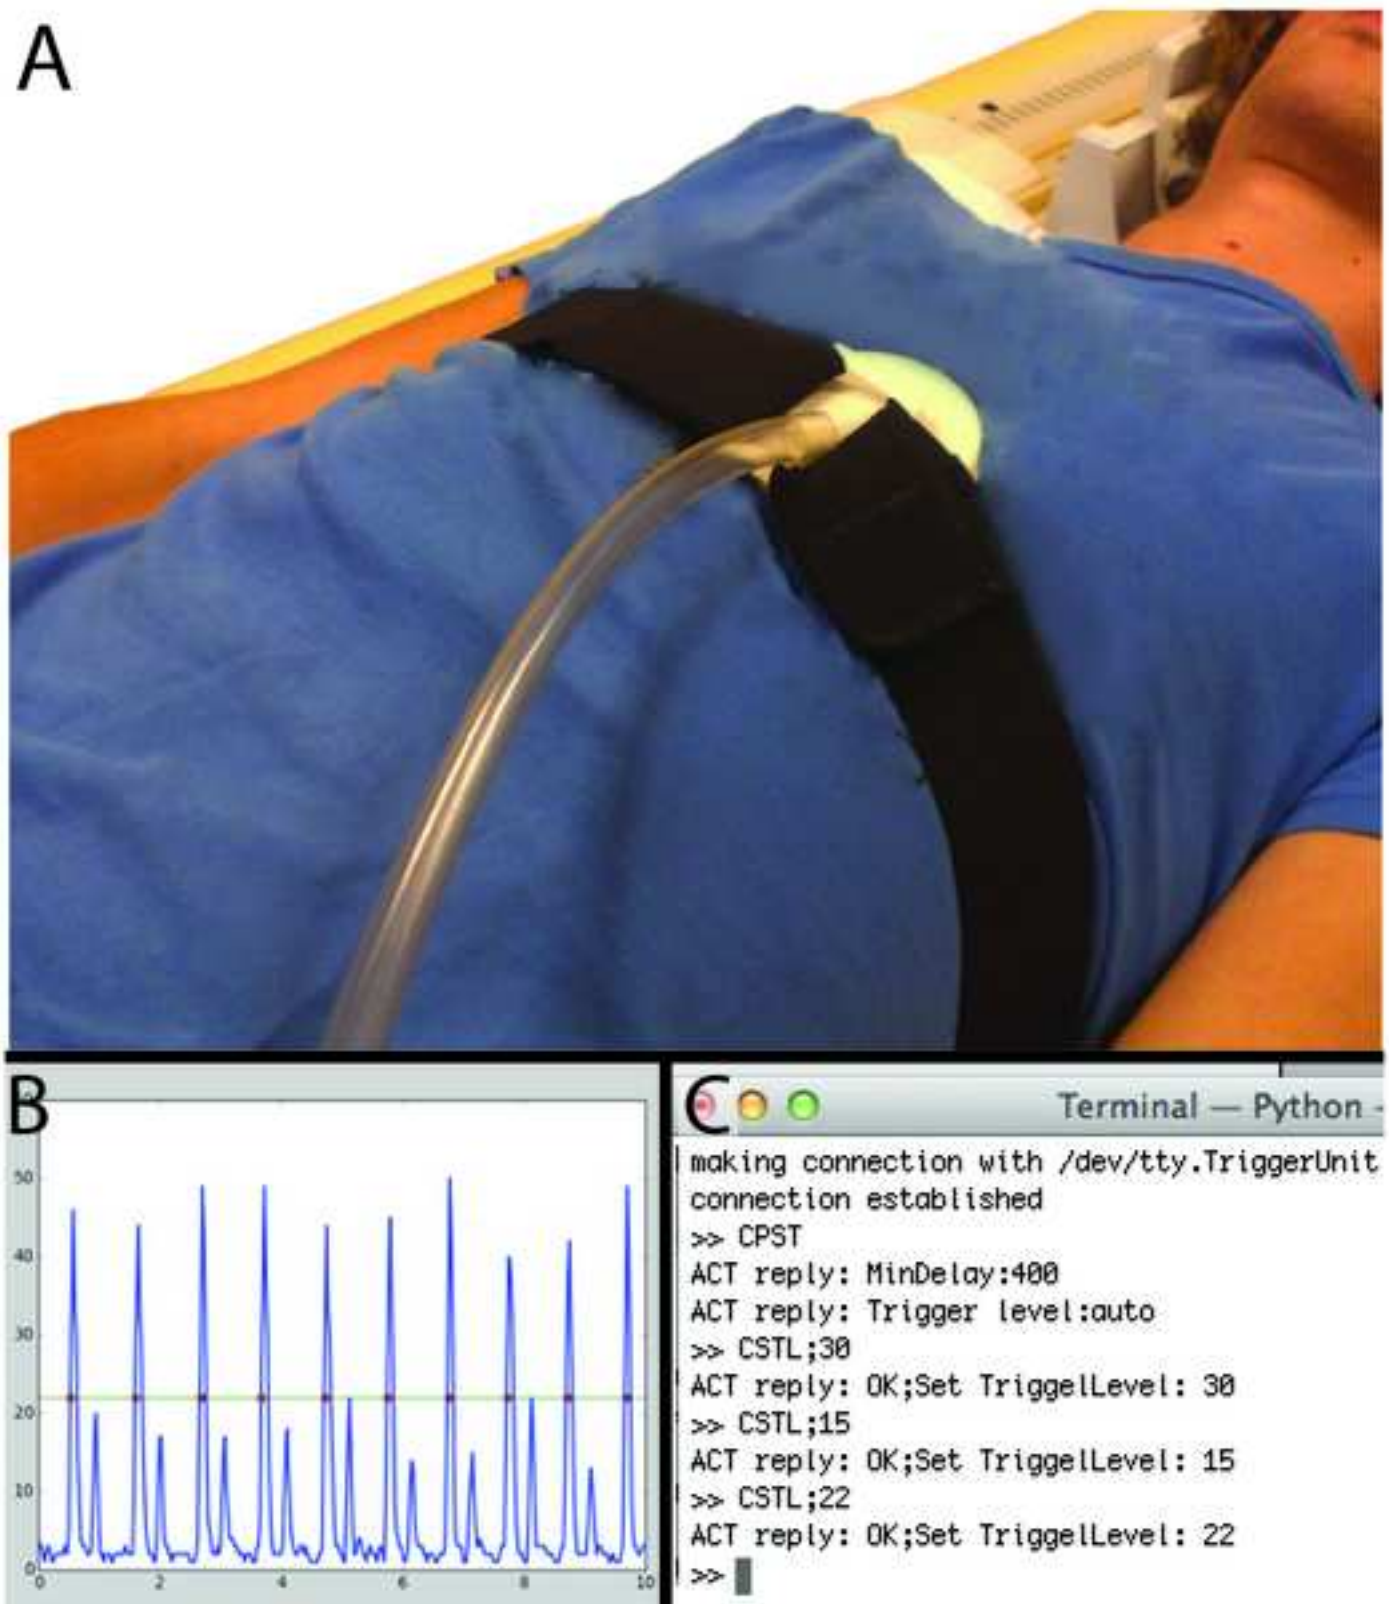 A
B
50
40
30
20
10
0
0 2 4 6 8 10
C
Terminal — Python -
making connection with /dev/tty.TriggerUnit
connection established
>> CPST
ACT reply: MinDelay:400
ACT reply: Trigger level:auto
>> CSTL;30
ACT reply: OK;Set TriggelLevel: 30
>> CSTL;15
ACT reply: OK;Set TriggelLevel: 15
>> CSTL;22
ACT reply: OK;Set TriggelLevel: 22
>>